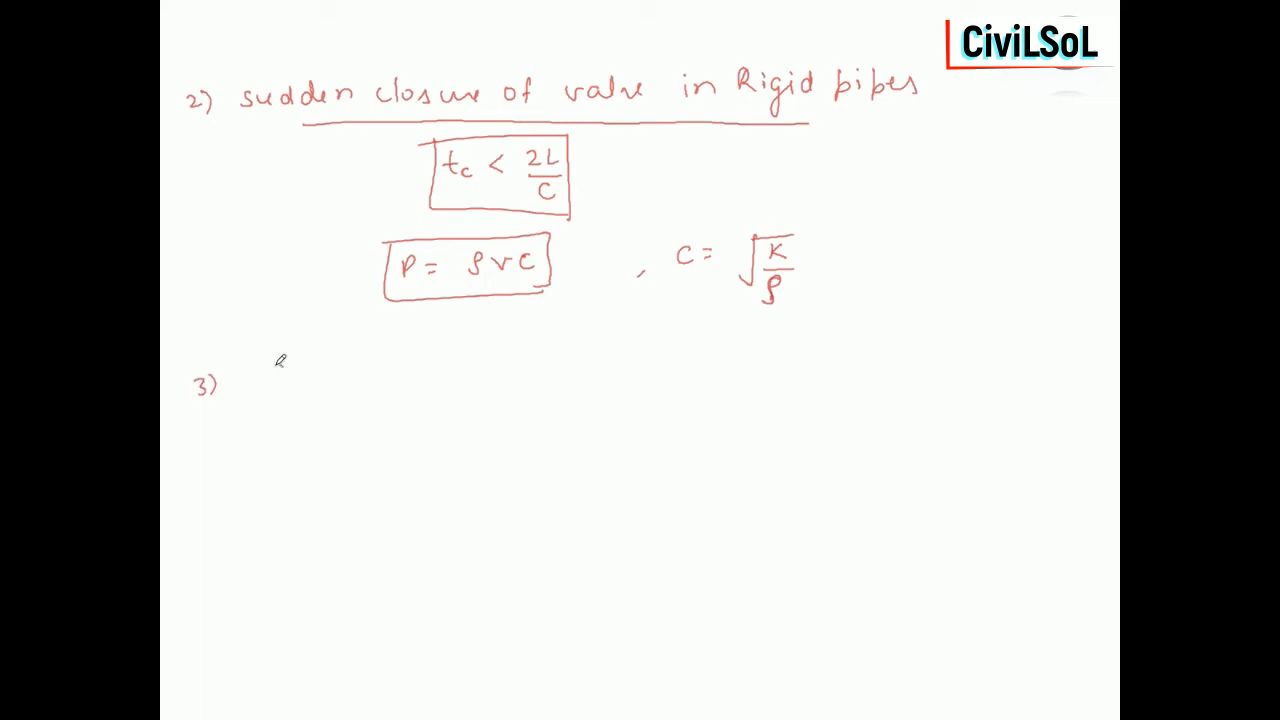 CiviLSoL
2) sudden closure of valve in Rigid pipes
tc < 2L/C
P = ρVC , C = √K/ρ
3)